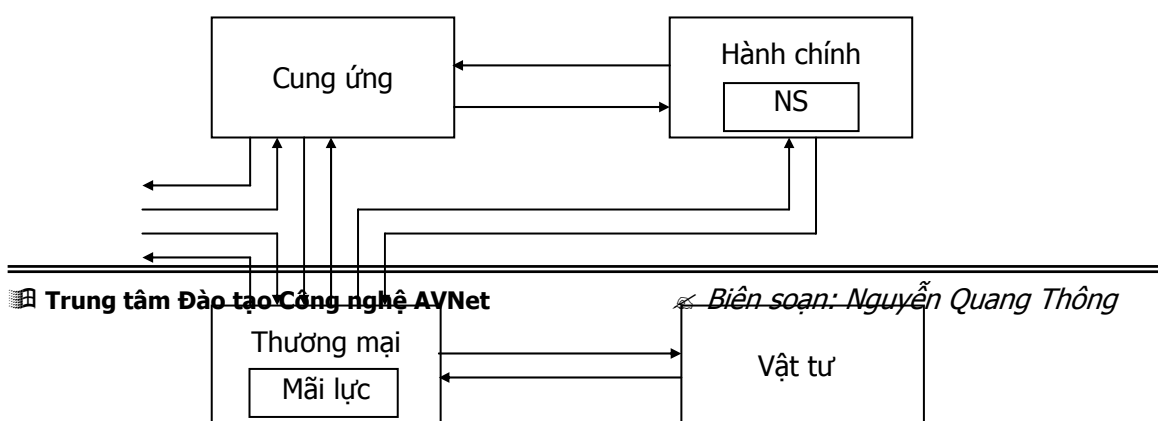 Cung ứng
Hành chính
NS
Trung tâm Đào tạo Công nghệ AVNet
Biên soạn: Nguyễn Quang Thông
Thương mại
Mãi lực
Vật tư